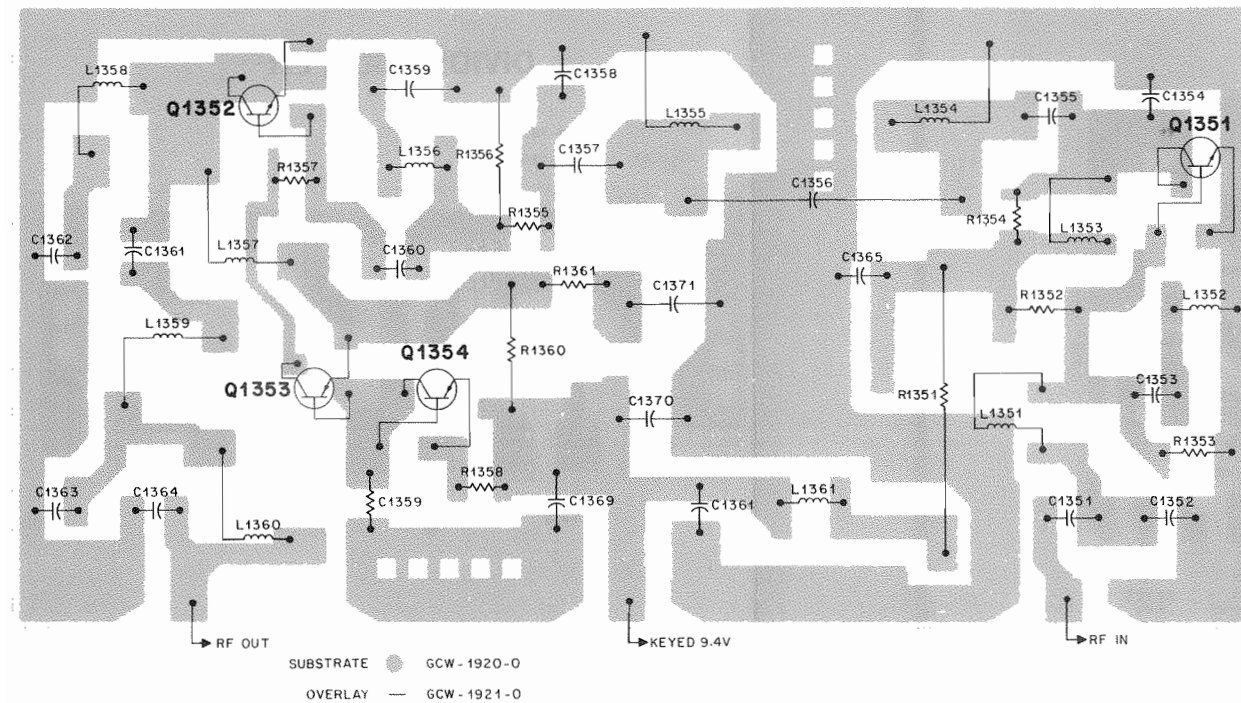 L1358
Q1352
C1359
C1358
L1355
L1354
C1355
C1354
Q1351
R1357
L1356
R1356
C1357
C1356
R1355
R1354
L1353
C1362
C1361
L1357
C1360
R1361
C1371
C1365
R1352
L1352
L1359
Q1353
Q1354
R1360
C1370
R1351
L1351
C1353
R1353
C1363
C1364
L1360
C1359
R1358
C1369
C1361
L1361
C1351
C1352
RF OUT
KEYED 9.4V
RF IN
SUBSTRATE GCW-1920-0
OVERLAY — GCW-1921-0